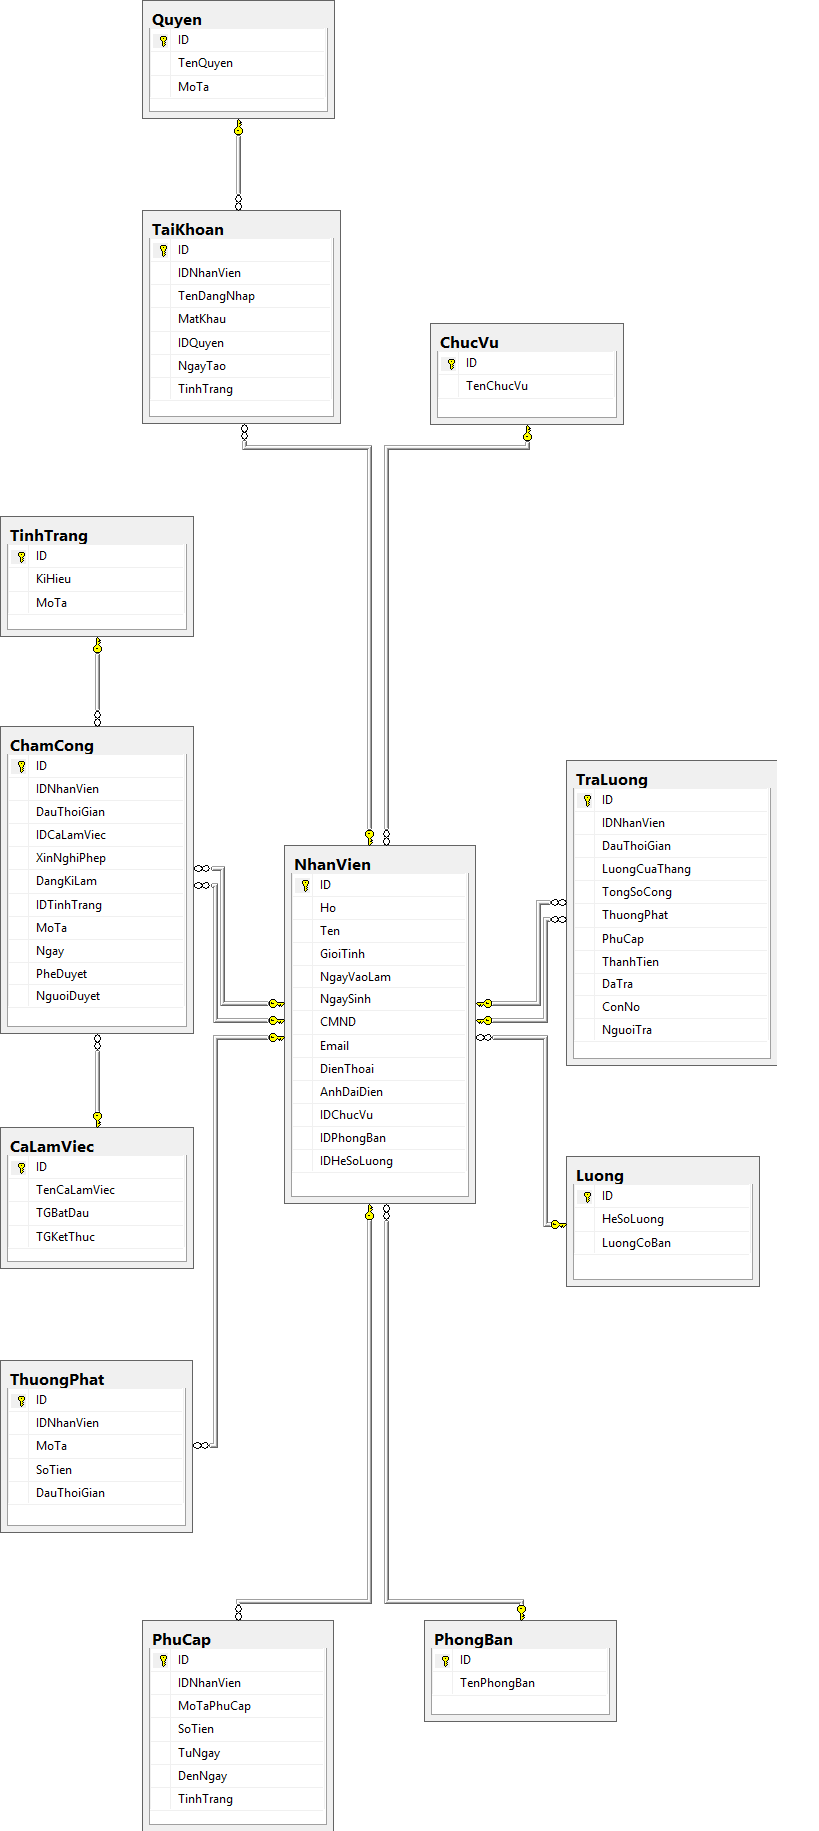 Quyen
ID
TenQuyen
MoTa
TaiKhoan
ID
IDNhanVien
TenDangNhap
MatKhau
IDQuyen
NgayTao
TinhTrang
ChucVu
ID
TenChucVu
TinhTrang
ID
KiHieu
MoTa
ChamCong
ID
IDNhanVien
DauThoiGian
IDCaLamViec
XinNghiPhep
DangKiLam
IDTinhTrang
MoTa
Ngay
PheDuyet
NguoiDuyet
TraLuong
ID
IDNhanVien
DauThoiGian
LuongCuaThang
TongSoCong
ThuongPhat
PhuCap
ThanhTien
DaTra
ConNo
NguoiTra
NhanVien
ID
Ho
Ten
GioiTinh
NgayVaoLam
NgaySinh
CMND
Email
DienThoai
AnhDaiDien
IDChucVu
IDPhongBan
IDHeSoLuong
CaLamViec
ID
TenCaLamViec
TGBatDau
TGKetThuc
Luong
ID
HeSoLuong
LuongCoBan
ThuongPhat
ID
IDNhanVien
MoTa
SoTien
DauThoiGian
PhuCap
ID
IDNhanVien
MoTaPhuCap
SoTien
TuNgay
DenNgay
TinhTrang
PhongBan
ID
TenPhongBan